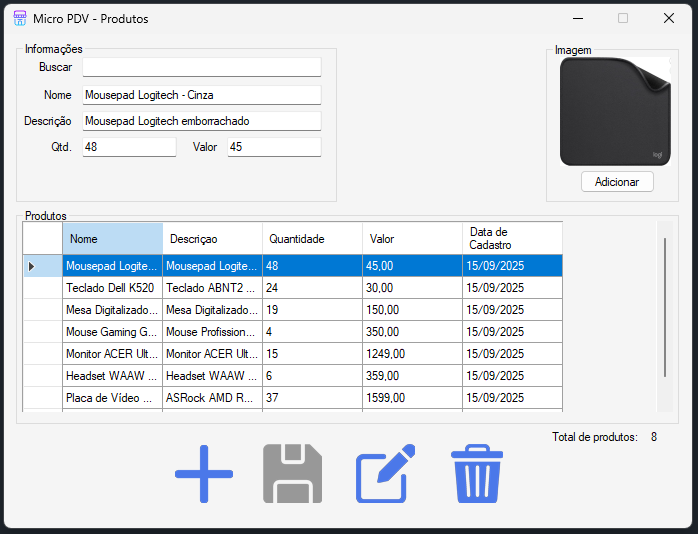 Micro PDV - Produtos
Informações
Buscar
Nome Mousepad Logitech - Cinza
Descrição Mousepad Logitech emborrachado
Qtd. 48 Valor 45
Imagem
logi
Adicionar
Produtos
Nome Descriçao Quantidade Valor Data de
Cadastro
Mousepad Logite... Mousepad Logite... 48 45,00 15/09/2025
Teclado Dell K520 Teclado ABNT2 ... 24 30,00 15/09/2025
Mesa Digitalizado... Mesa Digitalizado... 19 150,00 15/09/2025
Mouse Gaming G... Mouse Profission... 4 350,00 15/09/2025
Monitor ACER Ult... Monitor ACER Ult... 15 1249,00 15/09/2025
Headset WAAW ... Headset WAAW ... 6 359,00 15/09/2025
Placa de Vídeo ... ASRock AMD R... 37 1599,00 15/09/2025
Total de produtos: 8